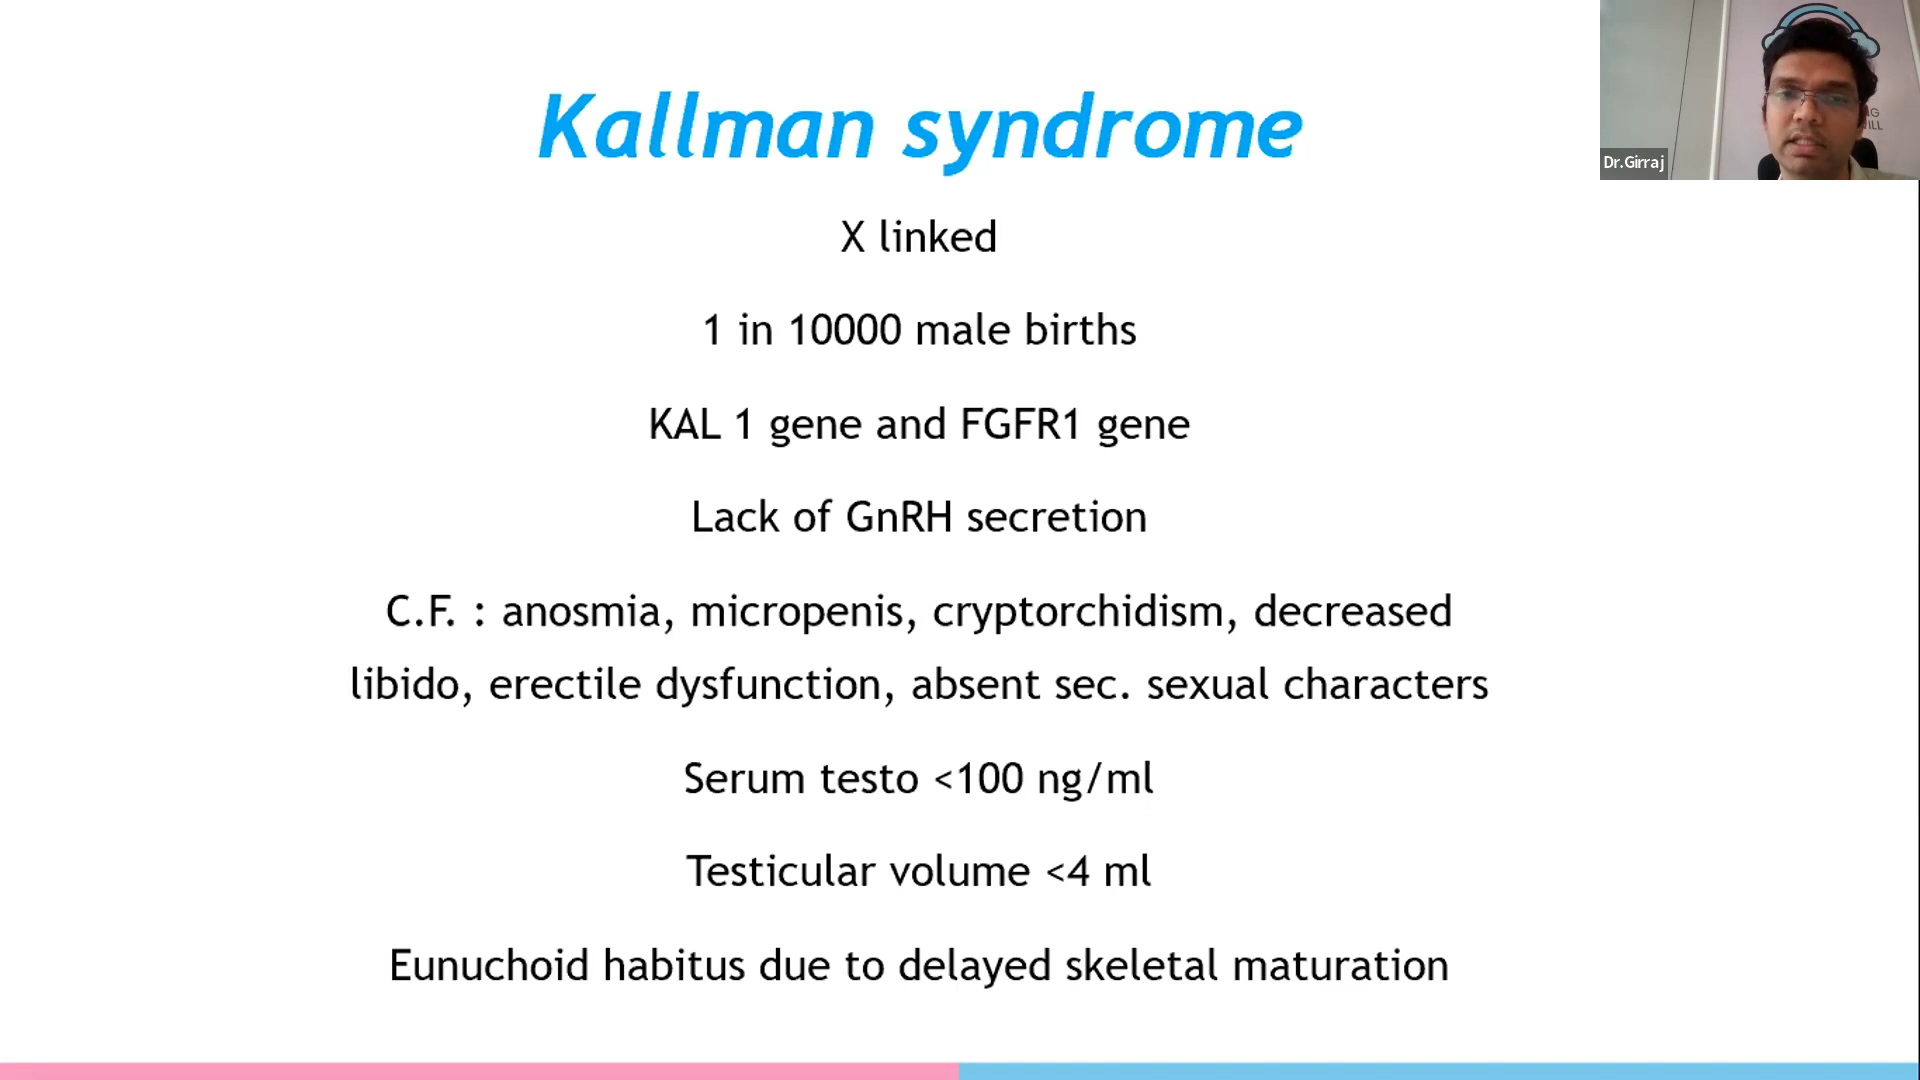 Kallman syndrome
X linked
1 in 10000 male births
KAL 1 gene and FGFR1 gene
Lack of GnRH secretion
C.F. : anosmia, micropenis, cryptorchidism, decreased
libido, erectile dysfunction, absent sec. sexual characters
Serum testo <100 ng/ml
Testicular volume <4 ml
Eunuchoid habitus due to delayed skeletal maturation
Dr.Girraj